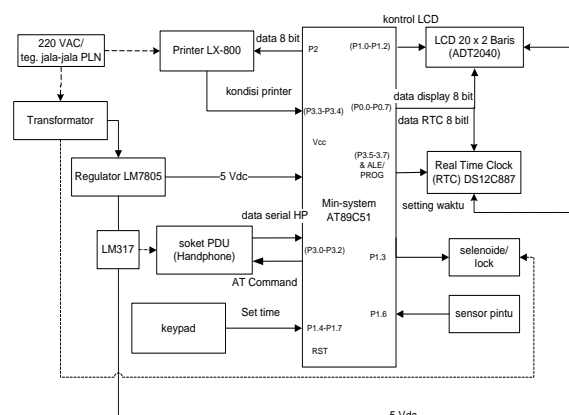 kontrol LCD
220 VAC/
teg. jala-jala PLN
Printer LX-800
data 8 bit
P2
(P1.0-P1.2)
LCD 20 x 2 Baris
(ADT2040)
kondisi printer
(P3.3-P3.4)
(P0.0-P0.7)
data display 8 bit
data RTC 8 bitl
Transformator
Vcc
Regulator LM7805
5 Vdc
(P3.5-3.7)
& ALE/
PROG
Real Time Clock
(RTC) DS12C887
Min-system
AT89C51
setting waktu
LM317
soket PDU
(Handphone)
data serial HP
(P3.0-P3.2)
AT Command
P1.3
selenoide/
lock
keypad
Set time
P1.4-P1.7
RST
P1.6
sensor pintu
5 Vdc